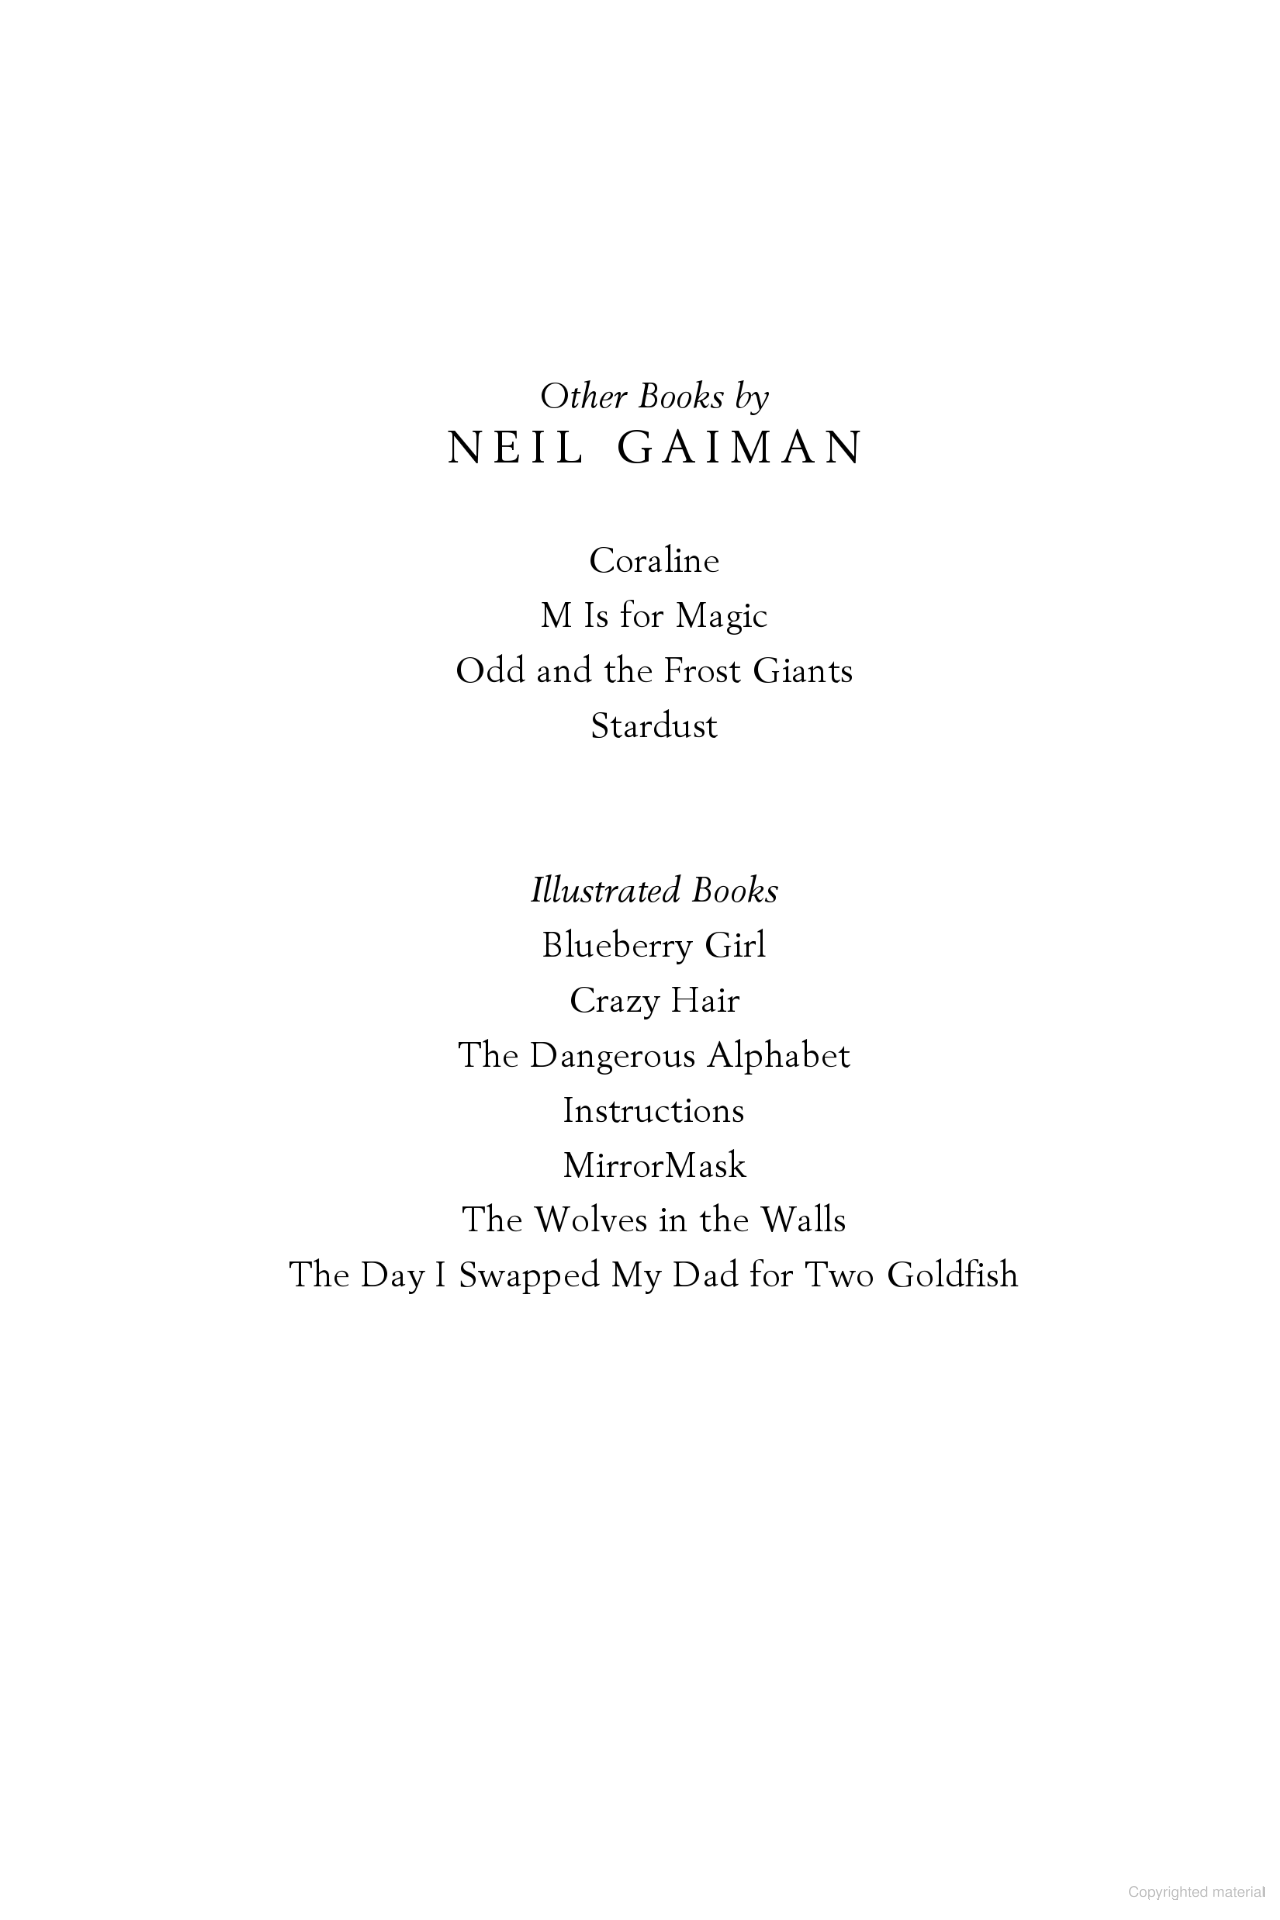 Other Books by
NEIL GAIMAN
Coraline
M Is for Magic
Odd and the Frost Giants
Stardust
Illustrated Books
Blueberry Girl
Crazy Hair
The Dangerous Alphabet
Instructions
MirrorMask
The Wolves in the Walls
The Day I Swapped My Dad for Two Goldfish
Copyrighted material